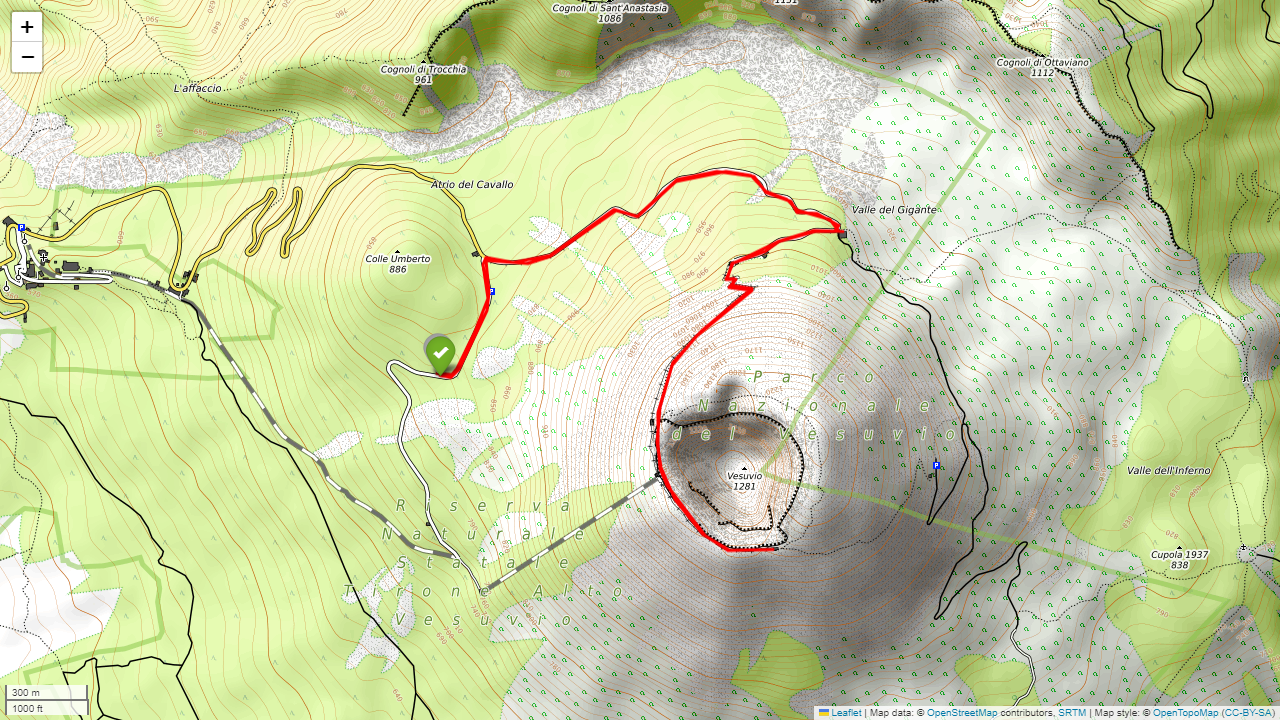 +
−
Cognoli di Sant'Anastasia
1086
1131
Cognoli di Trocchia
961
Cognoli di Ottaviano
1112
L'affaccio
Atrio del Cavallo
Valle del Gigante
Colle Umberto
886
P
P
Parco
Nazionale
del Vesuvio
Vesuvio
1281
P
Valle dell'Inferno
Riserva
Naturale
Statale
Tirone Alto
Vesuvio
Cupola 1937
838
300 m
1000 ft
Leaflet | Map data: © OpenStreetMap contributors, SRTM | Map style: © OpenTopoMap (CC-BY-SA)